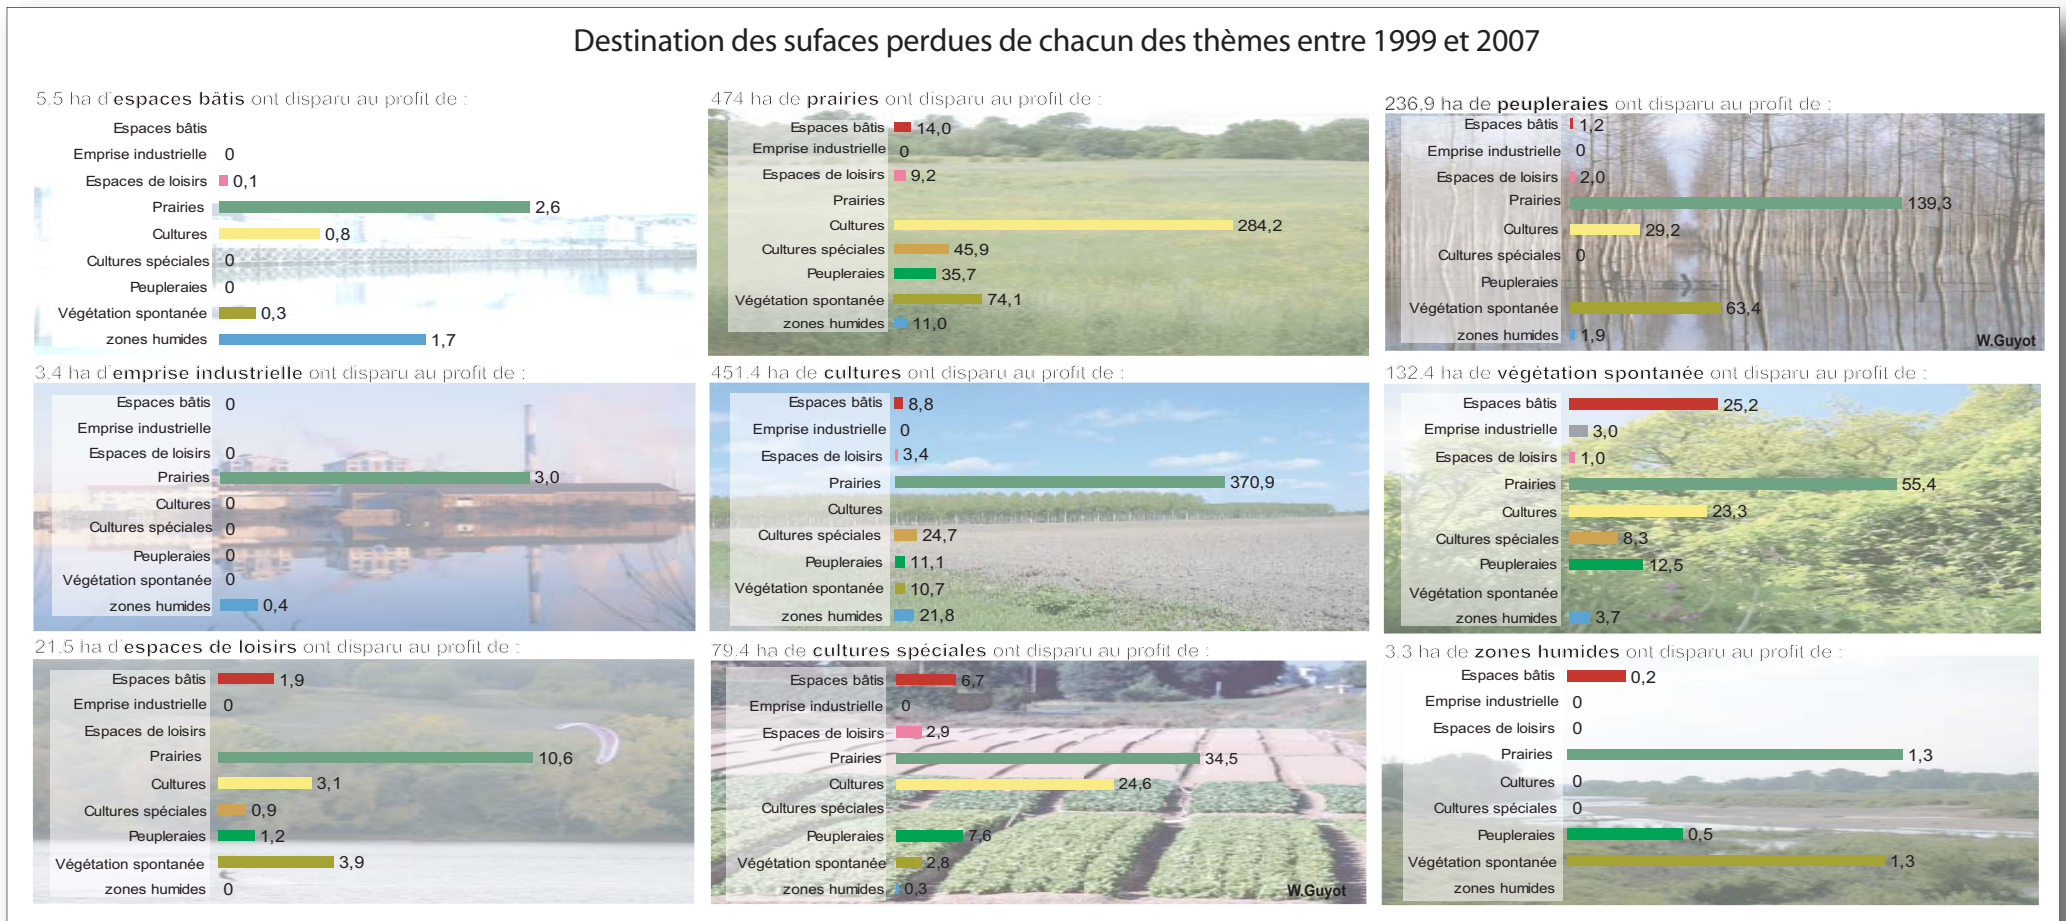 Destination des sufaces perdues de chacun des thèmes entre 1999 et 2007
5.5 ha d'espaces bâtis ont disparu au profit de :
Espaces bâtis
Emprise industrielle 0
Espaces de loisirs 0,1
Prairies 2,6
Cultures 0,8
Cultures spéciales 0
Peupleraies 0
Végétation spontanée 0,3
zones humides 1,7
3.4 ha d'emprise industrielle ont disparu au profit de :
Espaces bâtis 0
Emprise industrielle
Espaces de loisirs 0
Prairies 3,0
Cultures 0
Cultures spéciales 0
Peupleraies 0
Végétation spontanée 0
zones humides 0,4
21.5 ha d'espaces de loisirs ont disparu au profit de :
Espaces bâtis 1,9
Emprise industrielle 0
Espaces de loisirs
Prairies 10,6
Cultures 3,1
Cultures spéciales 0,9
Peupleraies 1,2
Végétation spontanée 3,9
zones humides 0
474 ha de prairies ont disparu au profit de :
Espaces bâtis 14,0
Emprise industrielle 0
Espaces de loisirs 9,2
Prairies
Cultures 284,2
Cultures spéciales 45,9
Peupleraies 35,7
Végétation spontanée 74,1
zones humides 11,0
451.4 ha de cultures ont disparu au profit de :
Espaces bâtis 8,8
Emprise industrielle 0
Espaces de loisirs 3,4
Prairies 370,9
Cultures
Cultures spéciales 24,7
Peupleraies 11,1
Végétation spontanée 10,7
zones humides 21,8
79.4 ha de cultures spéciales ont disparu au profit de :
Espaces bâtis 6,7
Emprise industrielle 0
Espaces de loisirs 2,9
Prairies 34,5
Cultures 24,6
Cultures spéciales
Peupleraies 7,6
Végétation spontanée 2,8
zones humides 0,3
W.Guyot
236,9 ha de peupleraies ont disparu au profit de :
Espaces bâtis 1,2
Emprise industrielle 0
Espaces de loisirs 2,0
Prairies 139,3
Cultures 29,2
Cultures spéciales 0
Peupleraies
Végétation spontanée 63,4
zones humides 1,9
W.Guyot
132.4 ha de végétation spontanée ont disparu au profit de :
Espaces bâtis 25,2
Emprise industrielle 3,0
Espaces de loisirs 1,0
Prairies 55,4
Cultures 23,3
Cultures spéciales 8,3
Peupleraies 12,5
Végétation spontanée
zones humides 3,7
3.3 ha de zones humides ont disparu au profit de :
Espaces bâtis 0,2
Emprise industrielle 0
Espaces de loisirs 0
Prairies 1,3
Cultures 0
Cultures spéciales 0
Peupleraies 0,5
Végétation spontanée 1,3
zones humides